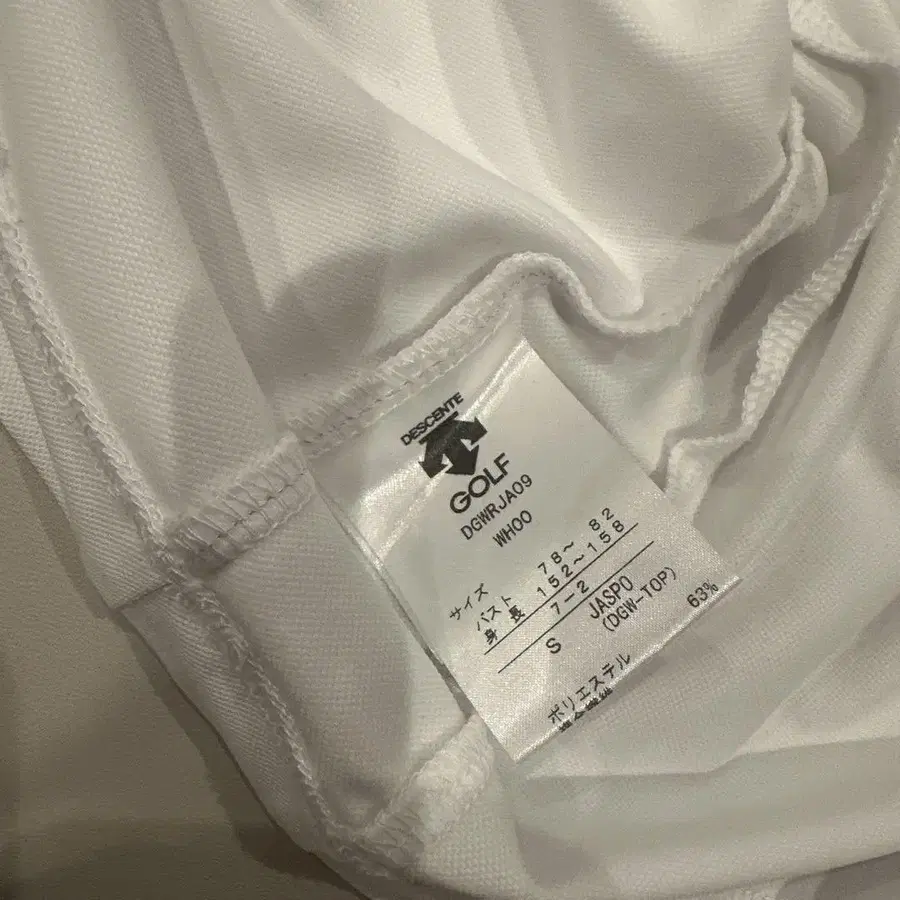 DESCENTE
GOLF
DGWRJA09
WH00
サイズ
バスト 78～ 82
身 長 152～158
7-2
S JASPO
(DGW-TOP)
ポリエステル 63%